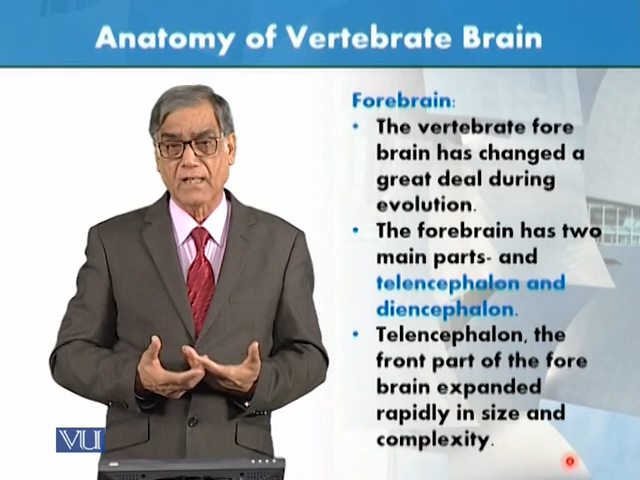 Anatomy of Vertebrate Brain
Forebrain:
• The vertebrate fore
brain has changed a
great deal during
evolution.
• The forebrain has two
main parts- and
telencephalon and
diencephalon.
• Telencephalon, the
front part of the fore
brain expanded
rapidly in size and
complexity.
VU